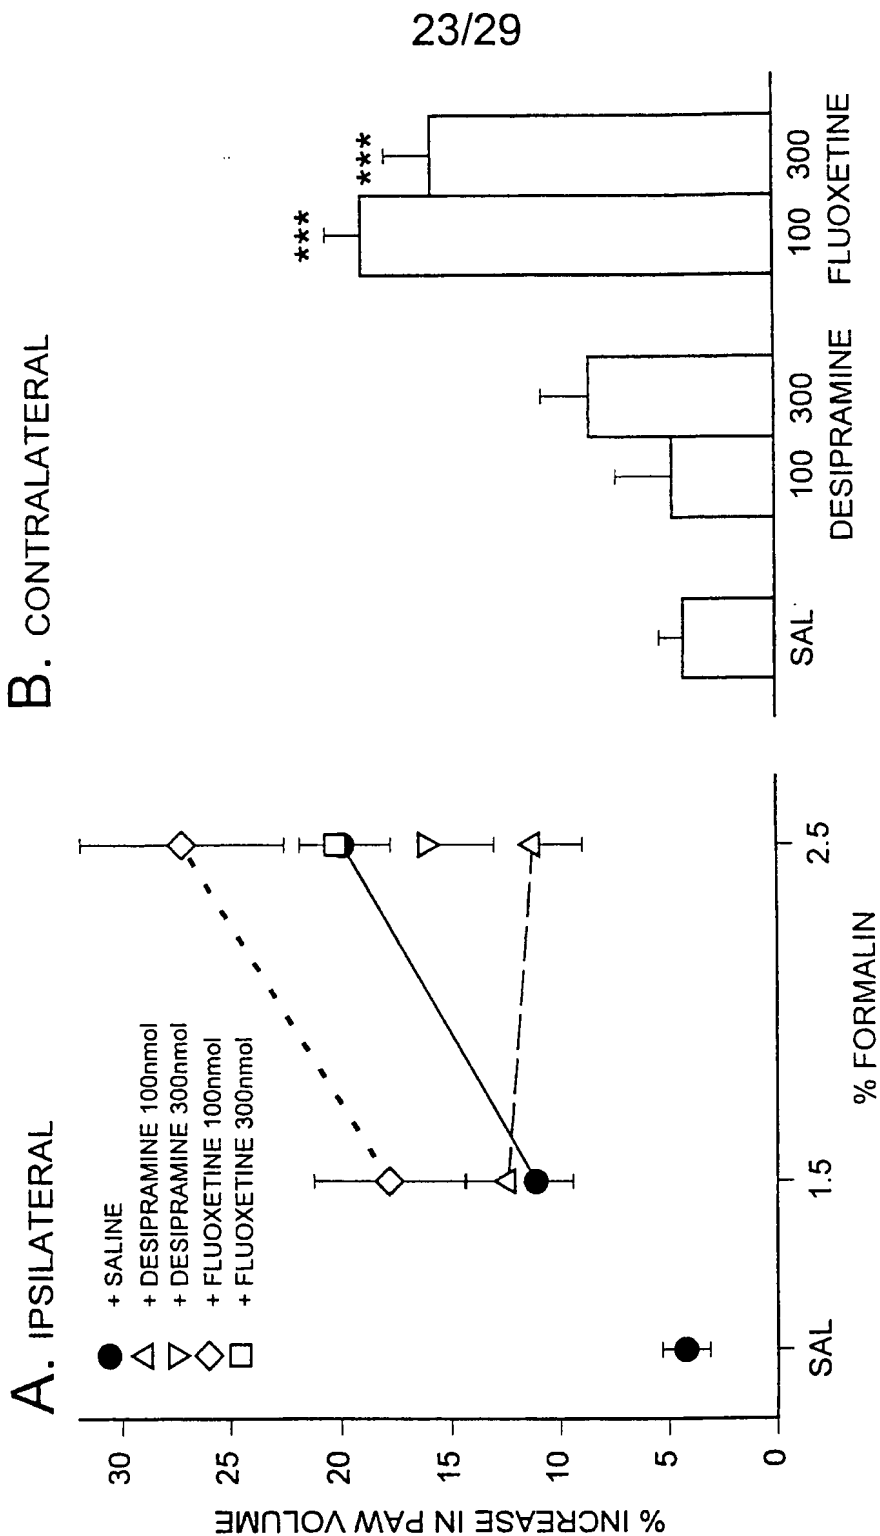 23/29
A. IPSILATERAL
+ SALINE
+ DESIPRAMINE 100nmol
+ DESIPRAMINE 300nmol
+ FLUOXETINE 100nmol
+ FLUOXETINE 300nmol
% INCREASE IN PAW VOLUME
30
25
20
15
10
5
0
SAL 1.5 2.5
% FORMALIN
B. CONTRALATERAL
***
***
SAL 100 300 100 300
DESIPRAMINE FLUOXETINE